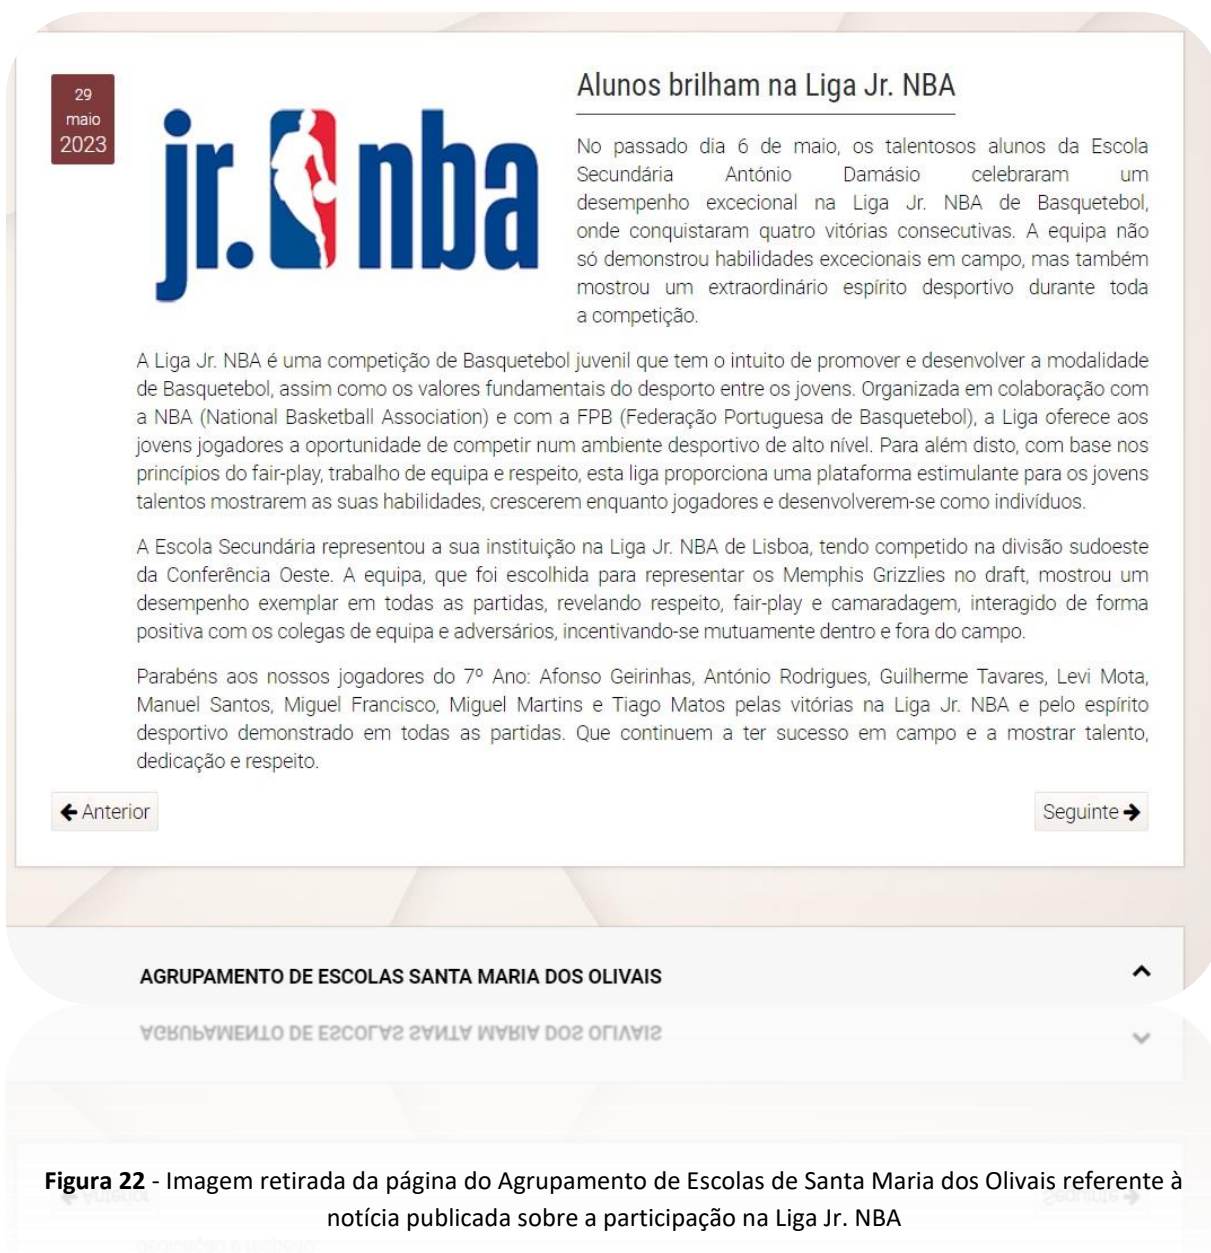 29
maio
2023
jr. nba
Alunos brilham na Liga Jr. NBA
No passado dia 6 de maio, os talentosos alunos da Escola
Secundária António Damásio celebraram um
desempenho excecional na Liga Jr. NBA de Basquetebol,
onde conquistaram quatro vitórias consecutivas. A equipa não
só demonstrou habilidades excecionais em campo, mas também
mostrou um extraordinário espírito desportivo durante toda
a competição.
A Liga Jr. NBA é uma competição de Basquetebol juvenil que tem o intuito de promover e desenvolver a modalidade
de Basquetebol, assim como os valores fundamentais do desporto entre os jovens. Organizada em colaboração com
a NBA (National Basketball Association) e com a FPB (Federação Portuguesa de Basquetebol), a Liga oferece aos
jovens jogadores a oportunidade de competir num ambiente desportivo de alto nível. Para além disto, com base nos
princípios do fair-play, trabalho de equipa e respeito, esta liga proporciona uma plataforma estimulante para os jovens
talentos mostrarem as suas habilidades, crescerem enquanto jogadores e desenvolverem-se como indivíduos.
A Escola Secundária representou a sua instituição na Liga Jr. NBA de Lisboa, tendo competido na divisão sudoeste
da Conferência Oeste. A equipa, que foi escolhida para representar os Memphis Grizzlies no draft, mostrou um
desempenho exemplar em todas as partidas, revelando respeito, fair-play e camaradagem, interagido de forma
positiva com os colegas de equipa e adversários, incentivando-se mutuamente dentro e fora do campo.
Parabéns aos nossos jogadores do 7º Ano: Afonso Geirinhas, António Rodrigues, Guilherme Tavares, Levi Mota,
Manuel Santos, Miguel Francisco, Miguel Martins e Tiago Matos pelas vitórias na Liga Jr. NBA e pelo espírito
desportivo demonstrado em todas as partidas. Que continuem a ter sucesso em campo e a mostrar talento,
dedicação e respeito.
Anterior
Seguinte
AGRUPAMENTO DE ESCOLAS SANTA MARIA DOS OLIVAIS
AGRUPAMENTO DE ESCOLAS SANTA MARIA DOS OLIVAIS
Figura 22 - Imagem retirada da página do Agrupamento de Escolas de Santa Maria dos Olivais referente à
notícia publicada sobre a participação na Liga Jr. NBA